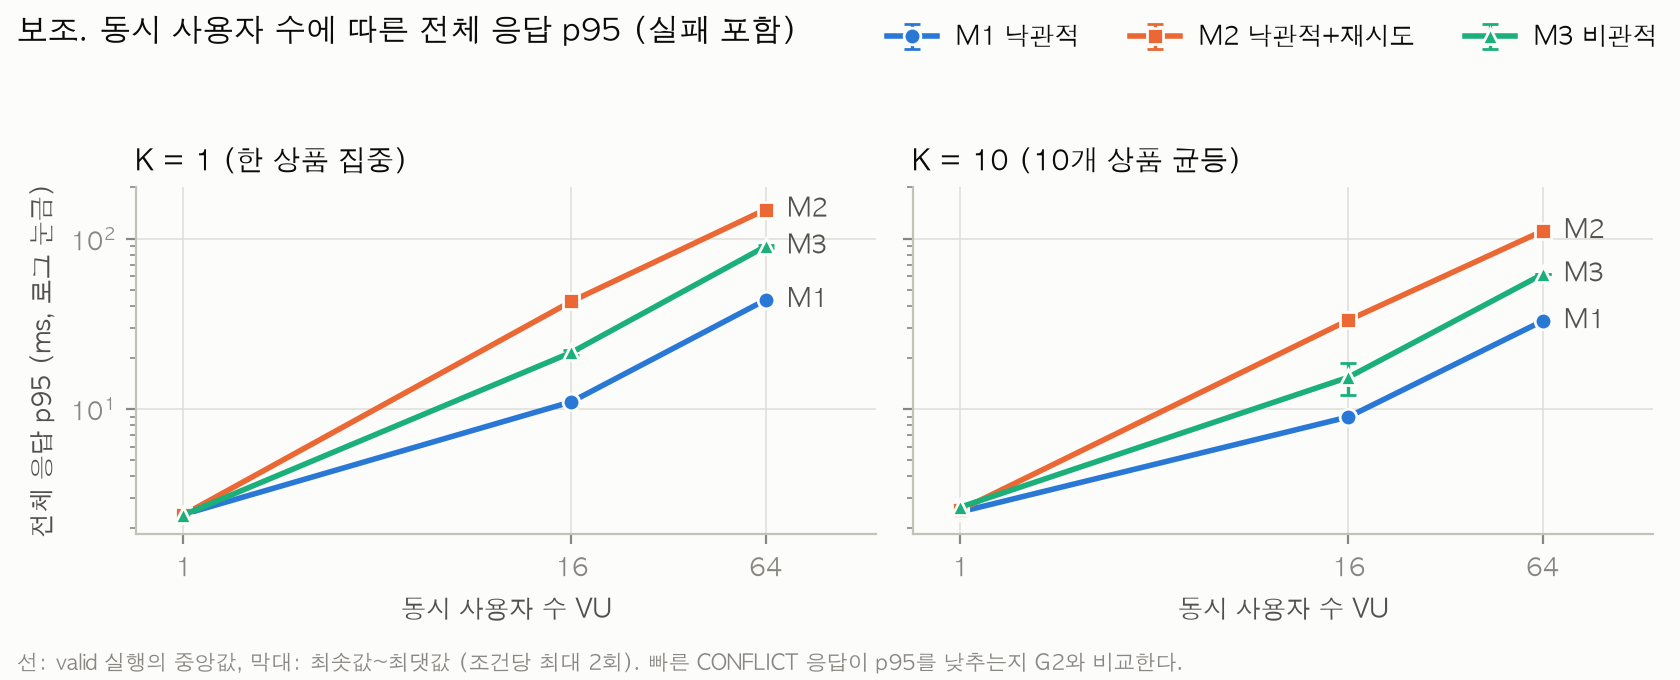 보조. 동시 사용자 수에 따른 전체 응답 p95 (실패 포함)
M1 낙관적
M2 낙관적+재시도
M3 비관적
K = 1 (한 상품 집중)
전체 응답 p95 (ms, 로그 눈금)
10²
10¹
M2
M3
M1
1
16
64
동시 사용자 수 VU
K = 10 (10개 상품 균등)
M2
M3
M1
1
16
64
동시 사용자 수 VU
선: valid 실행의 중앙값, 막대: 최솟값~최댓값 (조건당 최대 2회). 빠른 CONFLICT 응답이 p95를 낮추는지 G2와 비교한다.